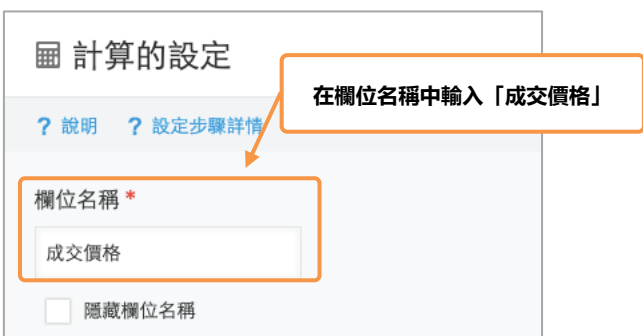 計算的設定
在欄位名稱中輸入「成交價格」
? 說明 ? 設定步驟詳情
欄位名稱 *
成交價格
隱藏欄位名稱